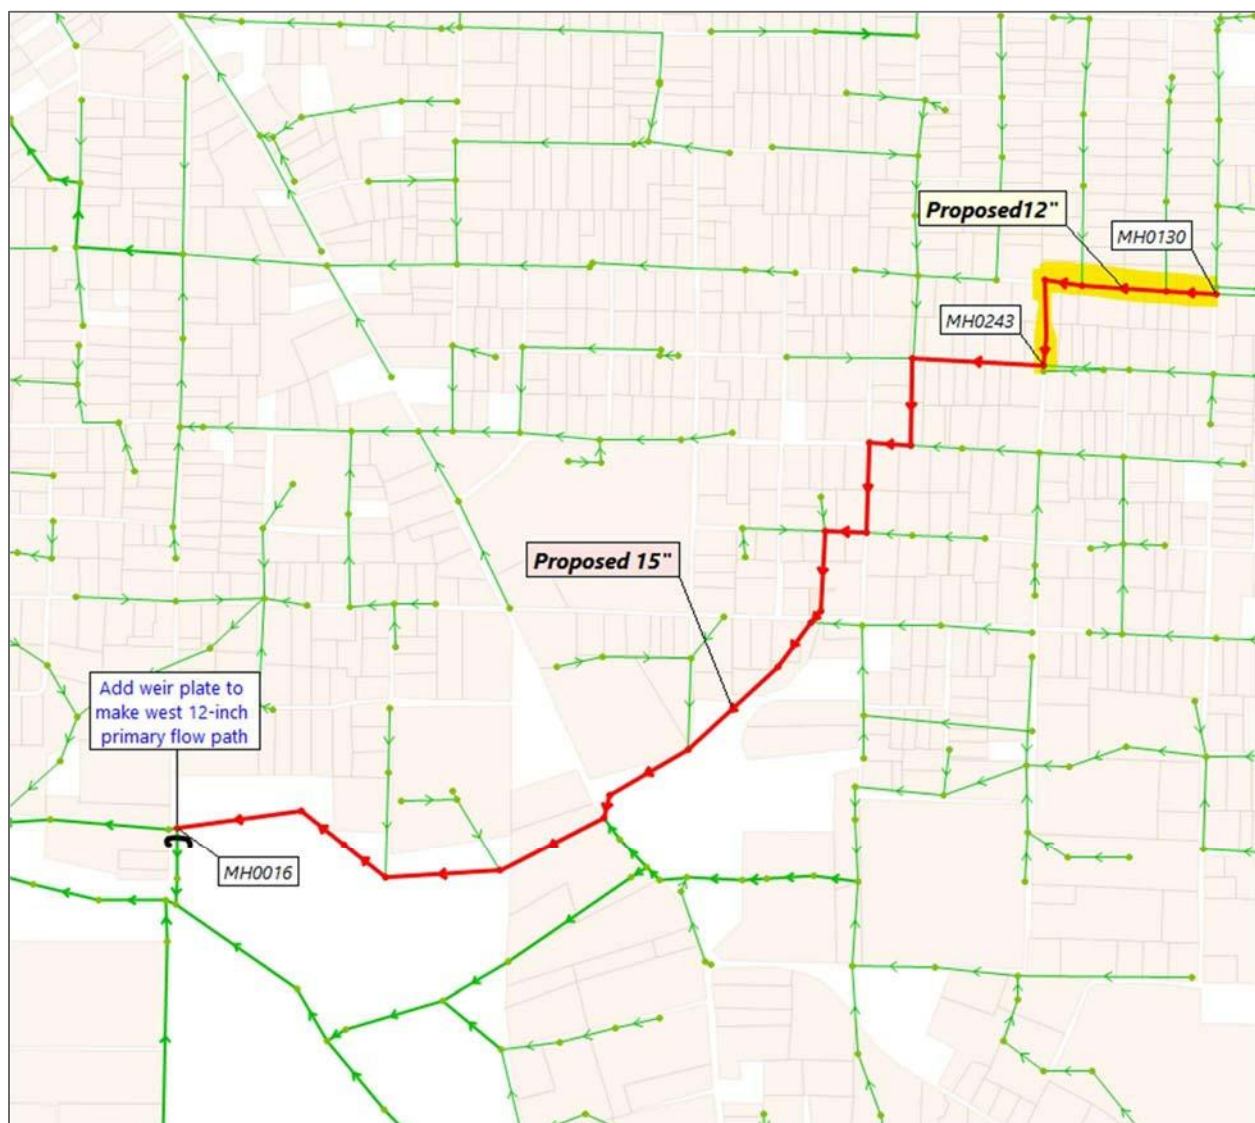 Proposed12"
MH0130
MH0243
Proposed 15"
Add weir plate to
make west 12-inch
primary flow path
MH0016